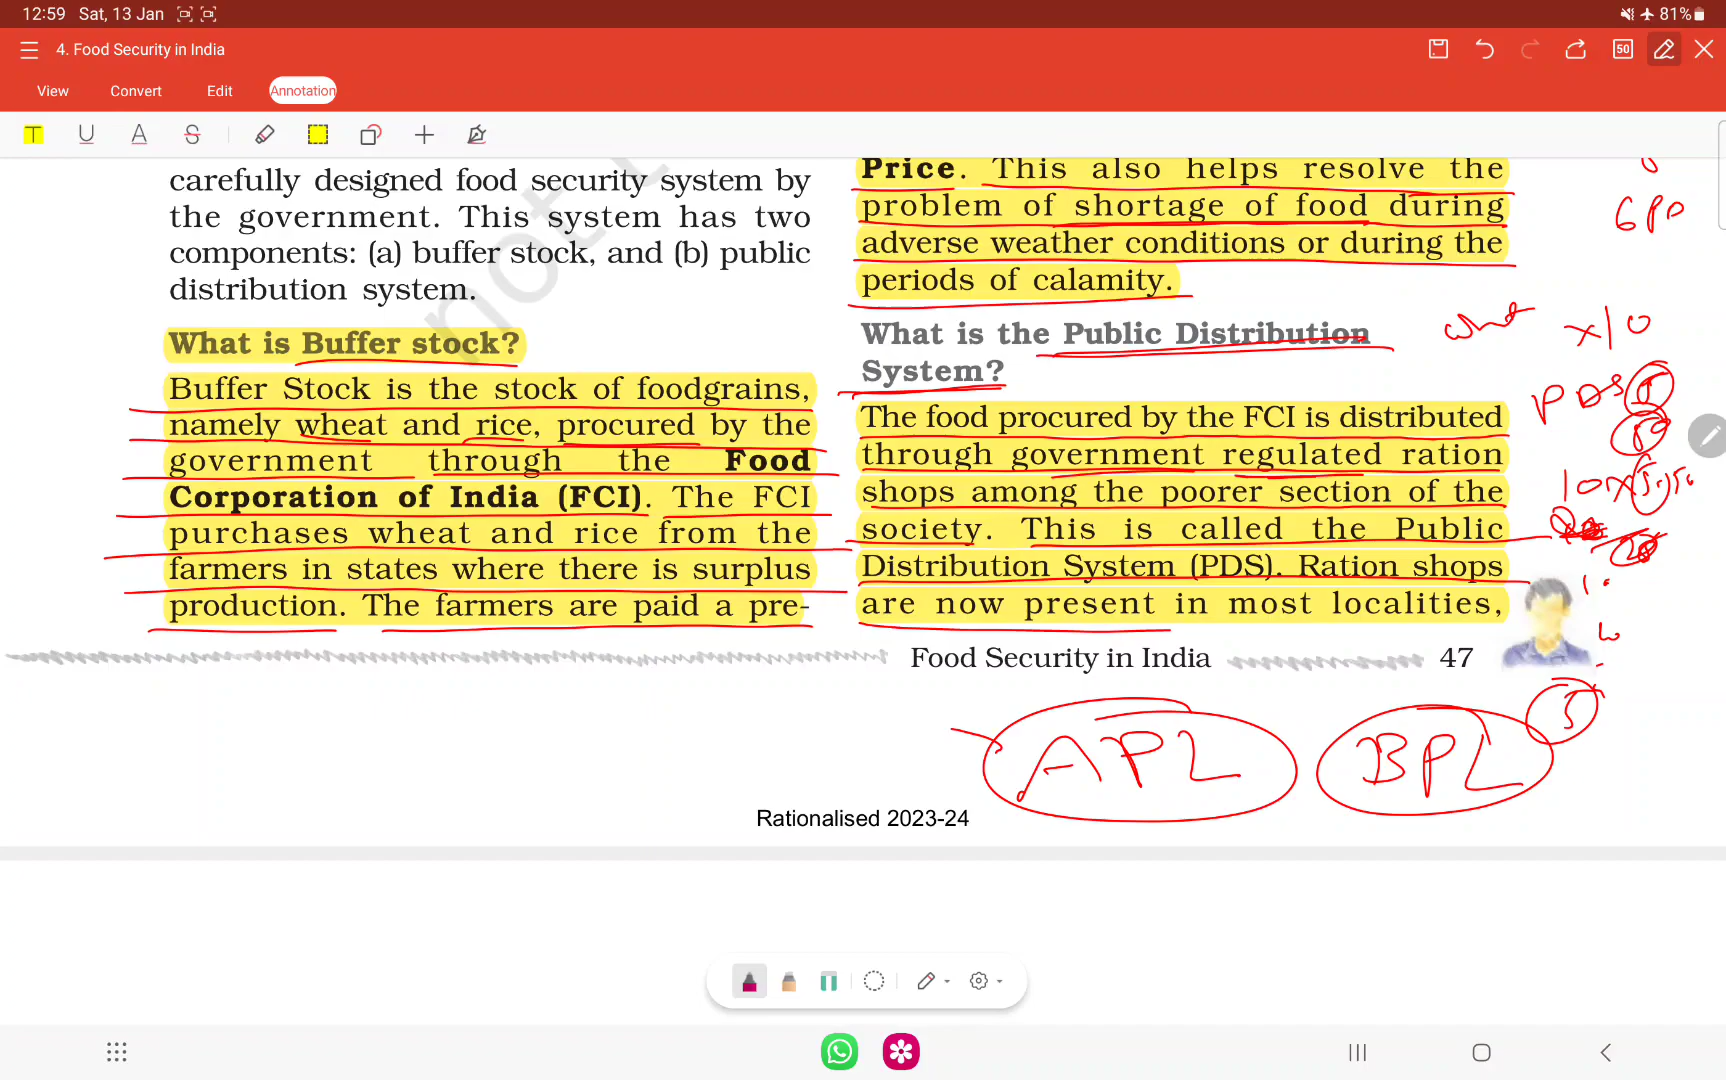 12:59 Sat, 13 Jan
81%
4. Food Security in India
50
View Convert Edit Annotation
T U A S
carefully designed food security system by
the government. This system has two
components: (a) buffer stock, and (b) public
distribution system.
What is Buffer stock?
Buffer Stock is the stock of foodgrains,
namely wheat and rice, procured by the
government through the Food
Corporation of India (FCI). The FCI
purchases wheat and rice from the
farmers in states where there is surplus
production. The farmers are paid a pre-
not
Price. This also helps resolve the
problem of shortage of food during
adverse weather conditions or during the
periods of calamity.
What is the Public Distribution
System?
The food procured by the FCI is distributed
through government regulated ration
shops among the poorer section of the
society. This is called the Public
Distribution System (PDS). Ration shops
are now present in most localities,
PDS
Food Security in India 47
APL BPL
Rationalised 2023-24